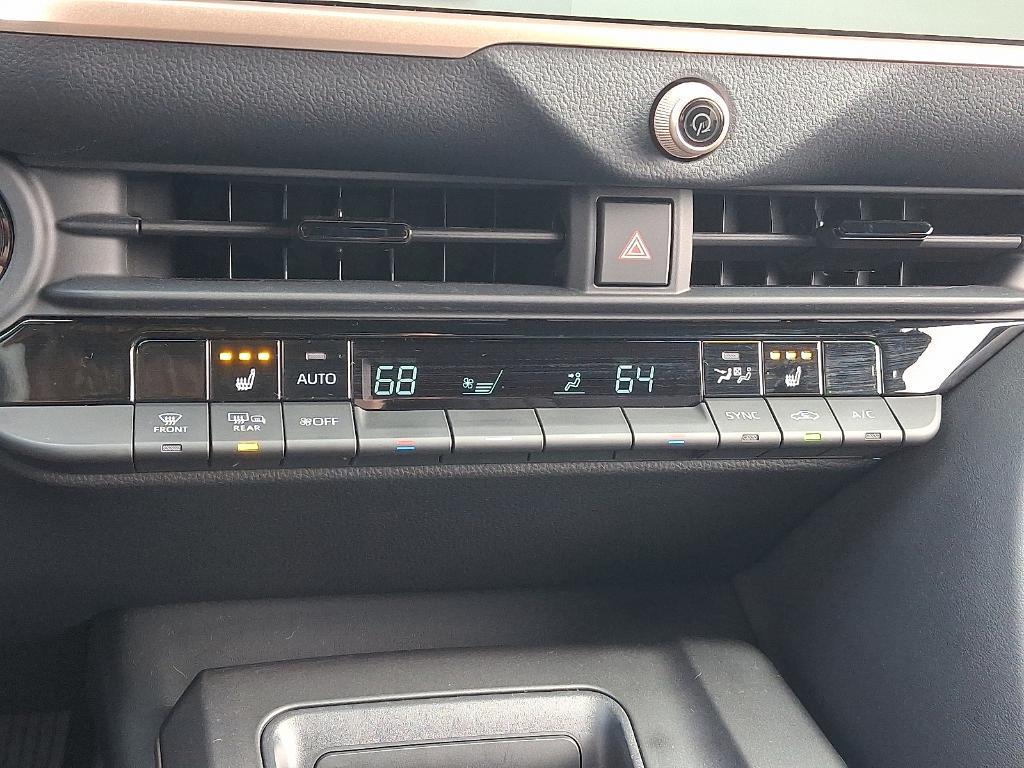 AUTO
68
64
FRONT
REAR
OFF
SYNC
A/C